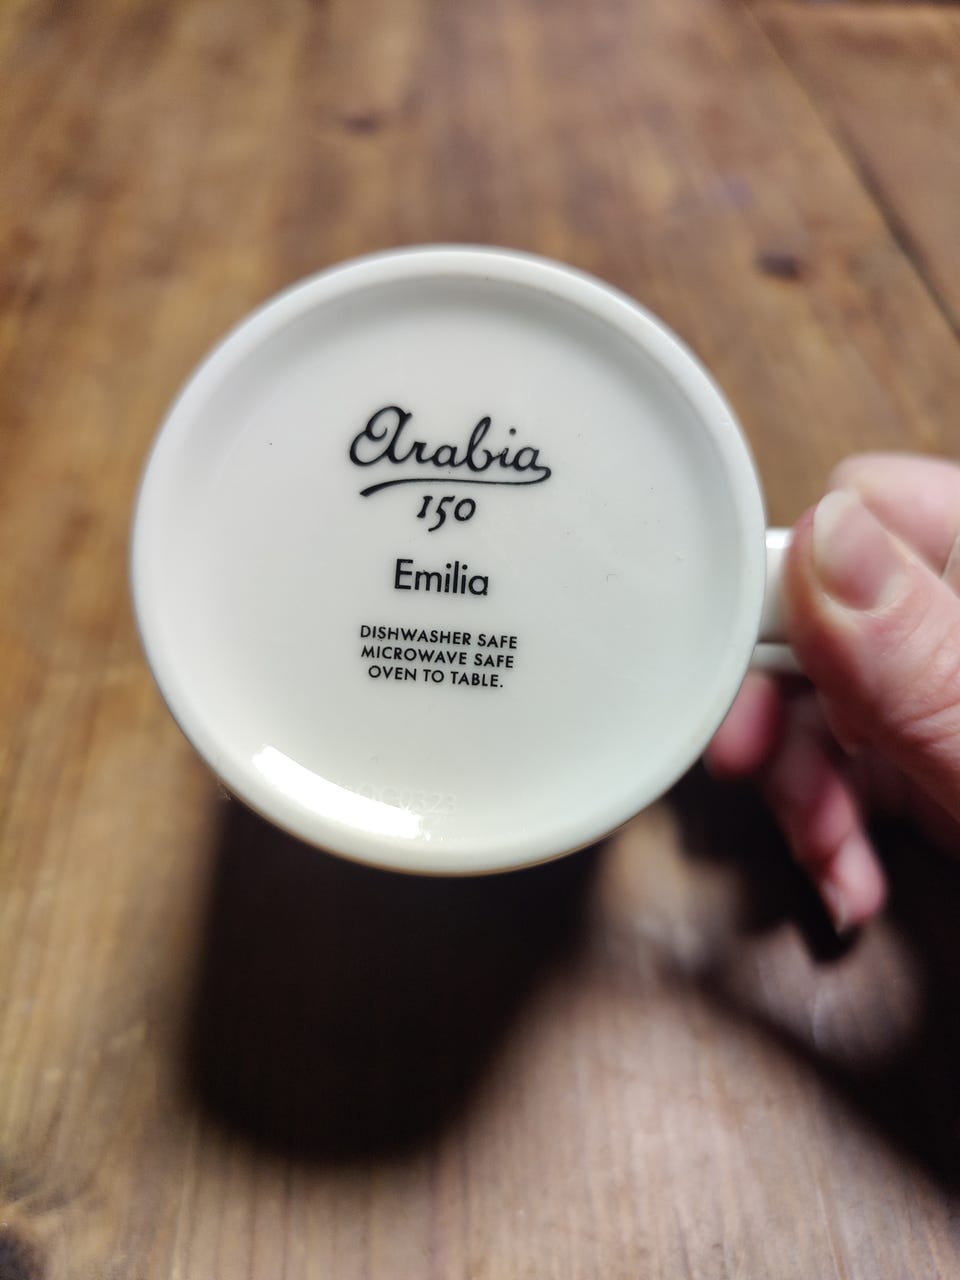 Arabia
150
Emilia
DISHWASHER SAFE
MICROWAVE SAFE
OVEN TO TABLE.